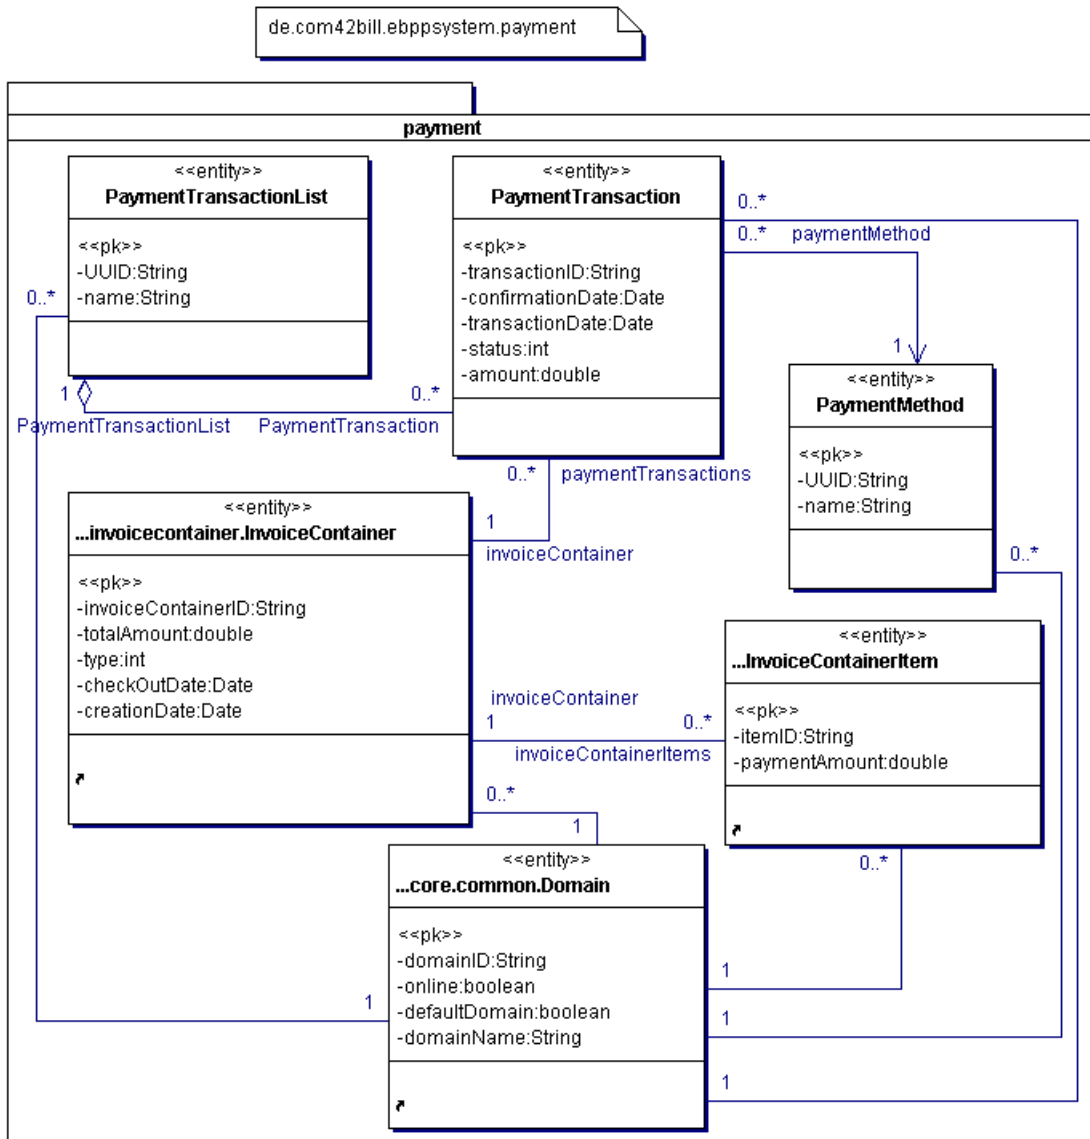 de.com42bill.ebppsystem.payment
payment
<<entity>>
PaymentTransactionList
<<pk>>
-UUID:String
-name:String
<<entity>>
PaymentTransaction
<<pk>>
-transactionID:String
-confirmationDate:Date
-transactionDate:Date
-status:int
-amount:double
0..*
0..*
paymentMethod
1
0..*
1
0..*
PaymentTransactionList
PaymentTransaction
<<entity>>
PaymentMethod
<<pk>>
-UUID:String
-name:String
0..*
0..*
paymentTransactions
1
invoiceContainer
<<entity>>
...invoicecontainer.InvoiceContainer
<<pk>>
-invoiceContainerID:String
-totalAmount:double
-type:int
-checkOutDate:Date
-creationDate:Date
invoiceContainer
1
0..*
invoiceContainerItems
<<entity>>
...InvoiceContainerItem
<<pk>>
-itemID:String
-paymentAmount:double
0..*
1
0..*
<<entity>>
...core.common.Domain
<<pk>>
-domainID:String
-online:boolean
-defaultDomain:boolean
-domainName:String
1
1
1
1